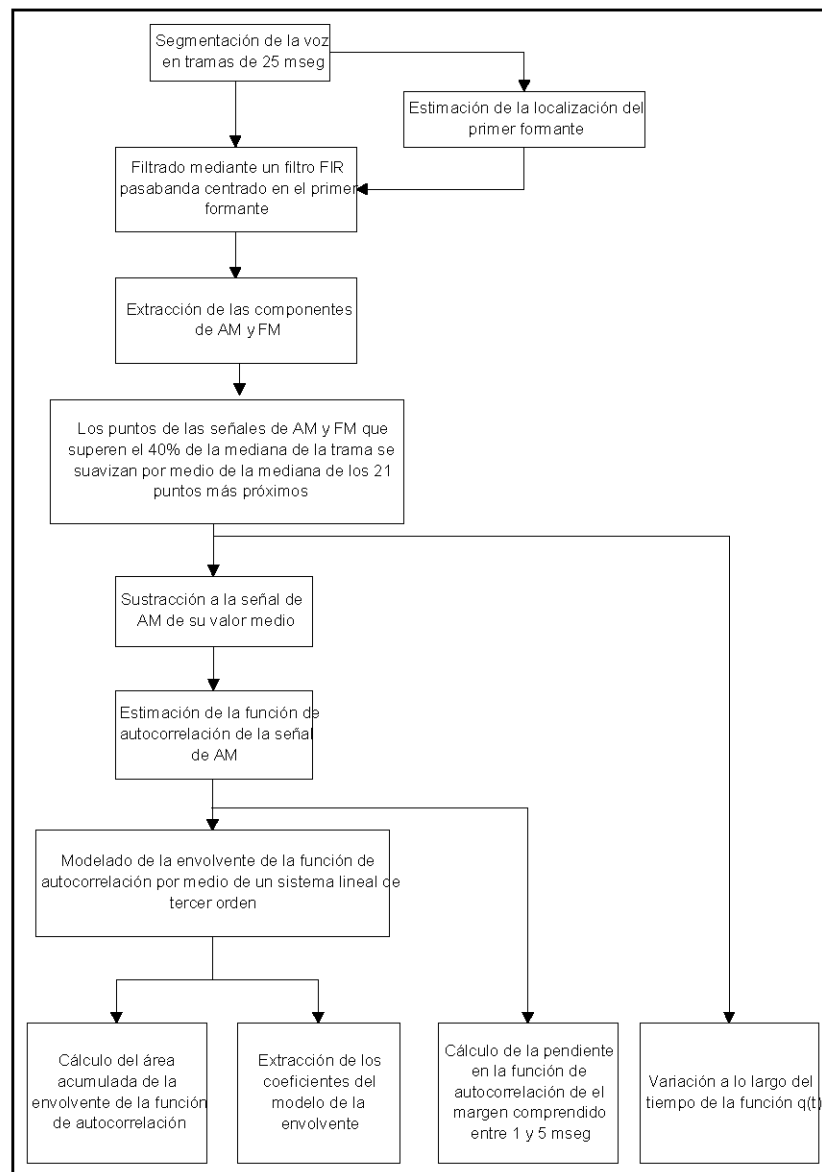 Segmentación de la voz
en tramas de 25 mseg
Estimación de la localización del
primer formante
Filtrado mediante un filtro FIR
pasabanda centrado en el primer
formante
Extracción de las componentes
de AM y FM
Los puntos de las señales de AM y FM que
superen el 40% de la mediana de la trama se
suavizan por medio de la mediana de los 21
puntos más próximos
Sustracción a la señal de
AM de su valor medio
Estimación de la función de
autocorrelación de la señal
de AM
Modelado de la envolvente de la función de
autocorrelación por medio de un sistema lineal de
tercer orden
Cálculo del área
acumulada de la
envolvente de la función
de autocorrelación
Extracción de los
coeficientes del
modelo de la
envolvente
Cálculo de la pendiente
en la función de
autocorrelación de el
margen comprendido
entre 1 y 5 mseg
Variación a lo largo del
tiempo de la función q(t)